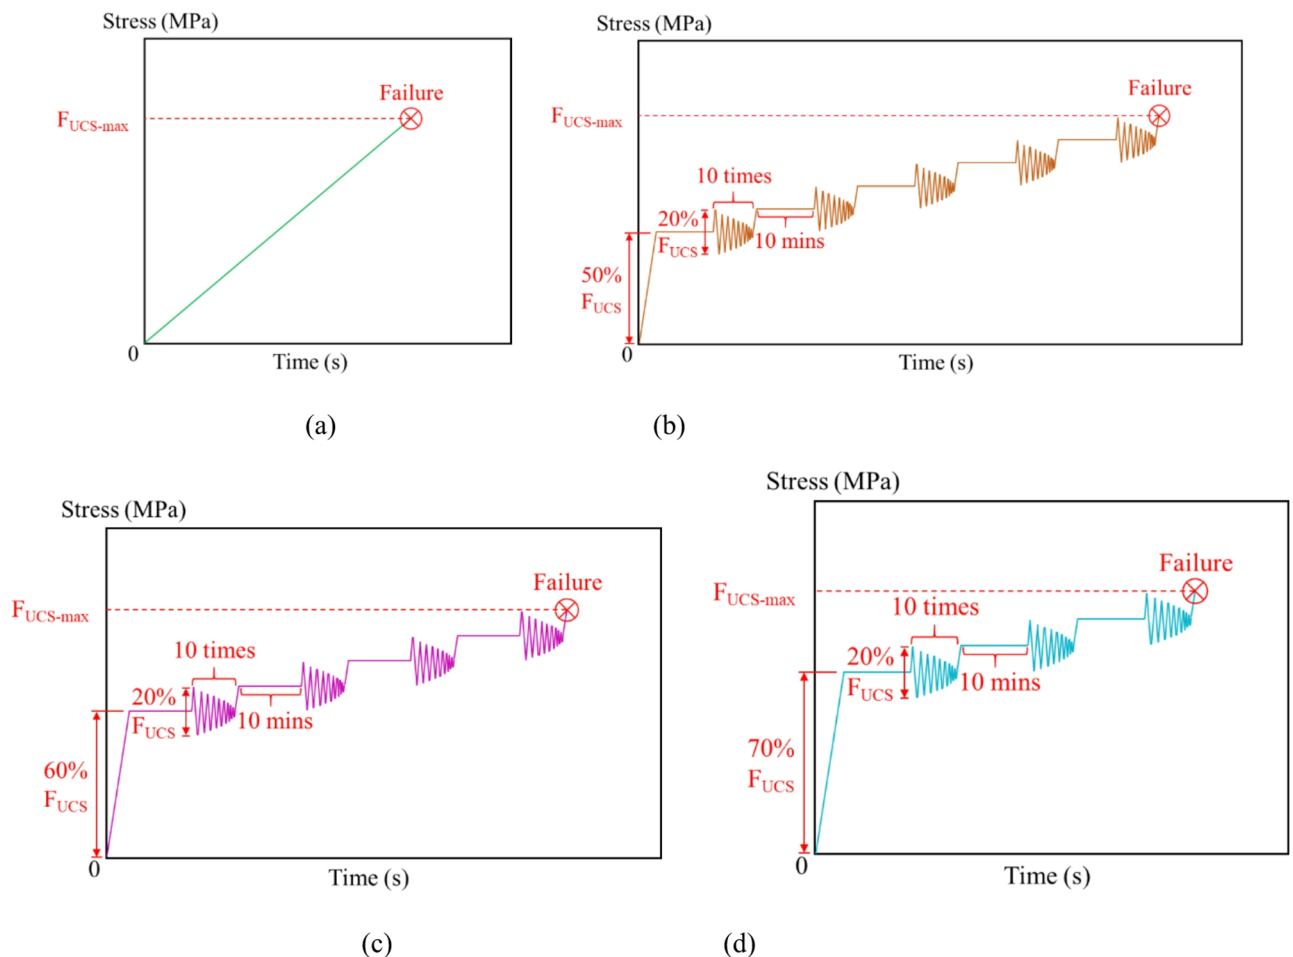 Stress (MPa)
Failure
FUCS-max
0
Time (s)
(a)
Stress (MPa)
Failure
FUCS-max
10 times
20%
FUCS
10 mins
50%
FUCS
0
Time (s)
(b)
Stress (MPa)
Failure
FUCS-max
10 times
20%
FUCS
10 mins
60%
FUCS
0
Time (s)
(c)
Stress (MPa)
Failure
FUCS-max
10 times
20%
FUCS
10 mins
70%
FUCS
0
Time (s)
(d)